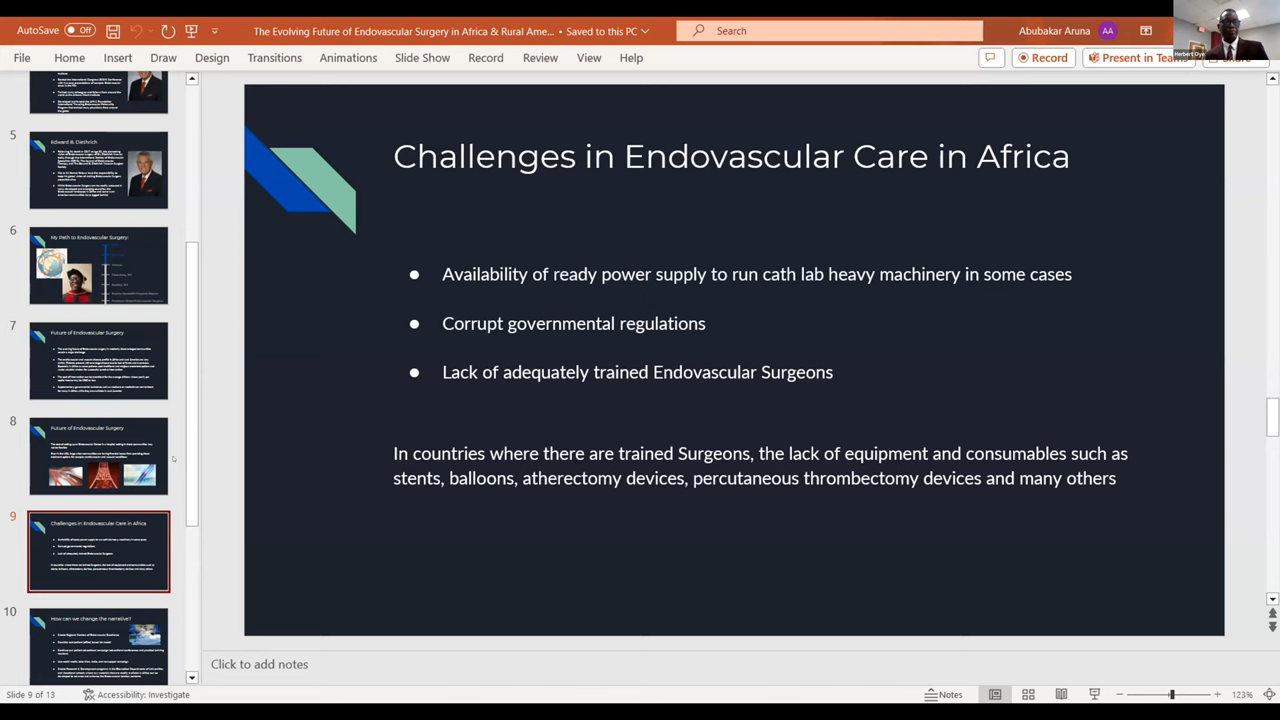 AutoSave Off
The Evolving Future of Endovascular Surgery in Africa & Rural Ame... • Saved to this PC
Search
Abubakar Aruna AA
Herbert Oye
File Home Insert Draw Design Transitions Animations Slide Show Record Review View Help
Record Present in Teams Share
5
Edward B. Diethrich
6
My Path to Endovascular Surgery:
7
Future of Endovascular Surgery
8
Future of Endovascular Surgery
9
Challenges in Endovascular Care in Africa
10
How can we change the narrative?
Challenges in Endovascular Care in Africa
● Availability of ready power supply to run cath lab heavy machinery in some cases
● Corrupt governmental regulations
● Lack of adequately trained Endovascular Surgeons
In countries where there are trained Surgeons, the lack of equipment and consumables such as
stents, balloons, atherectomy devices, percutaneous thrombectomy devices and many others
Click to add notes
Slide 9 of 13 Accessibility: Investigate Notes 123%